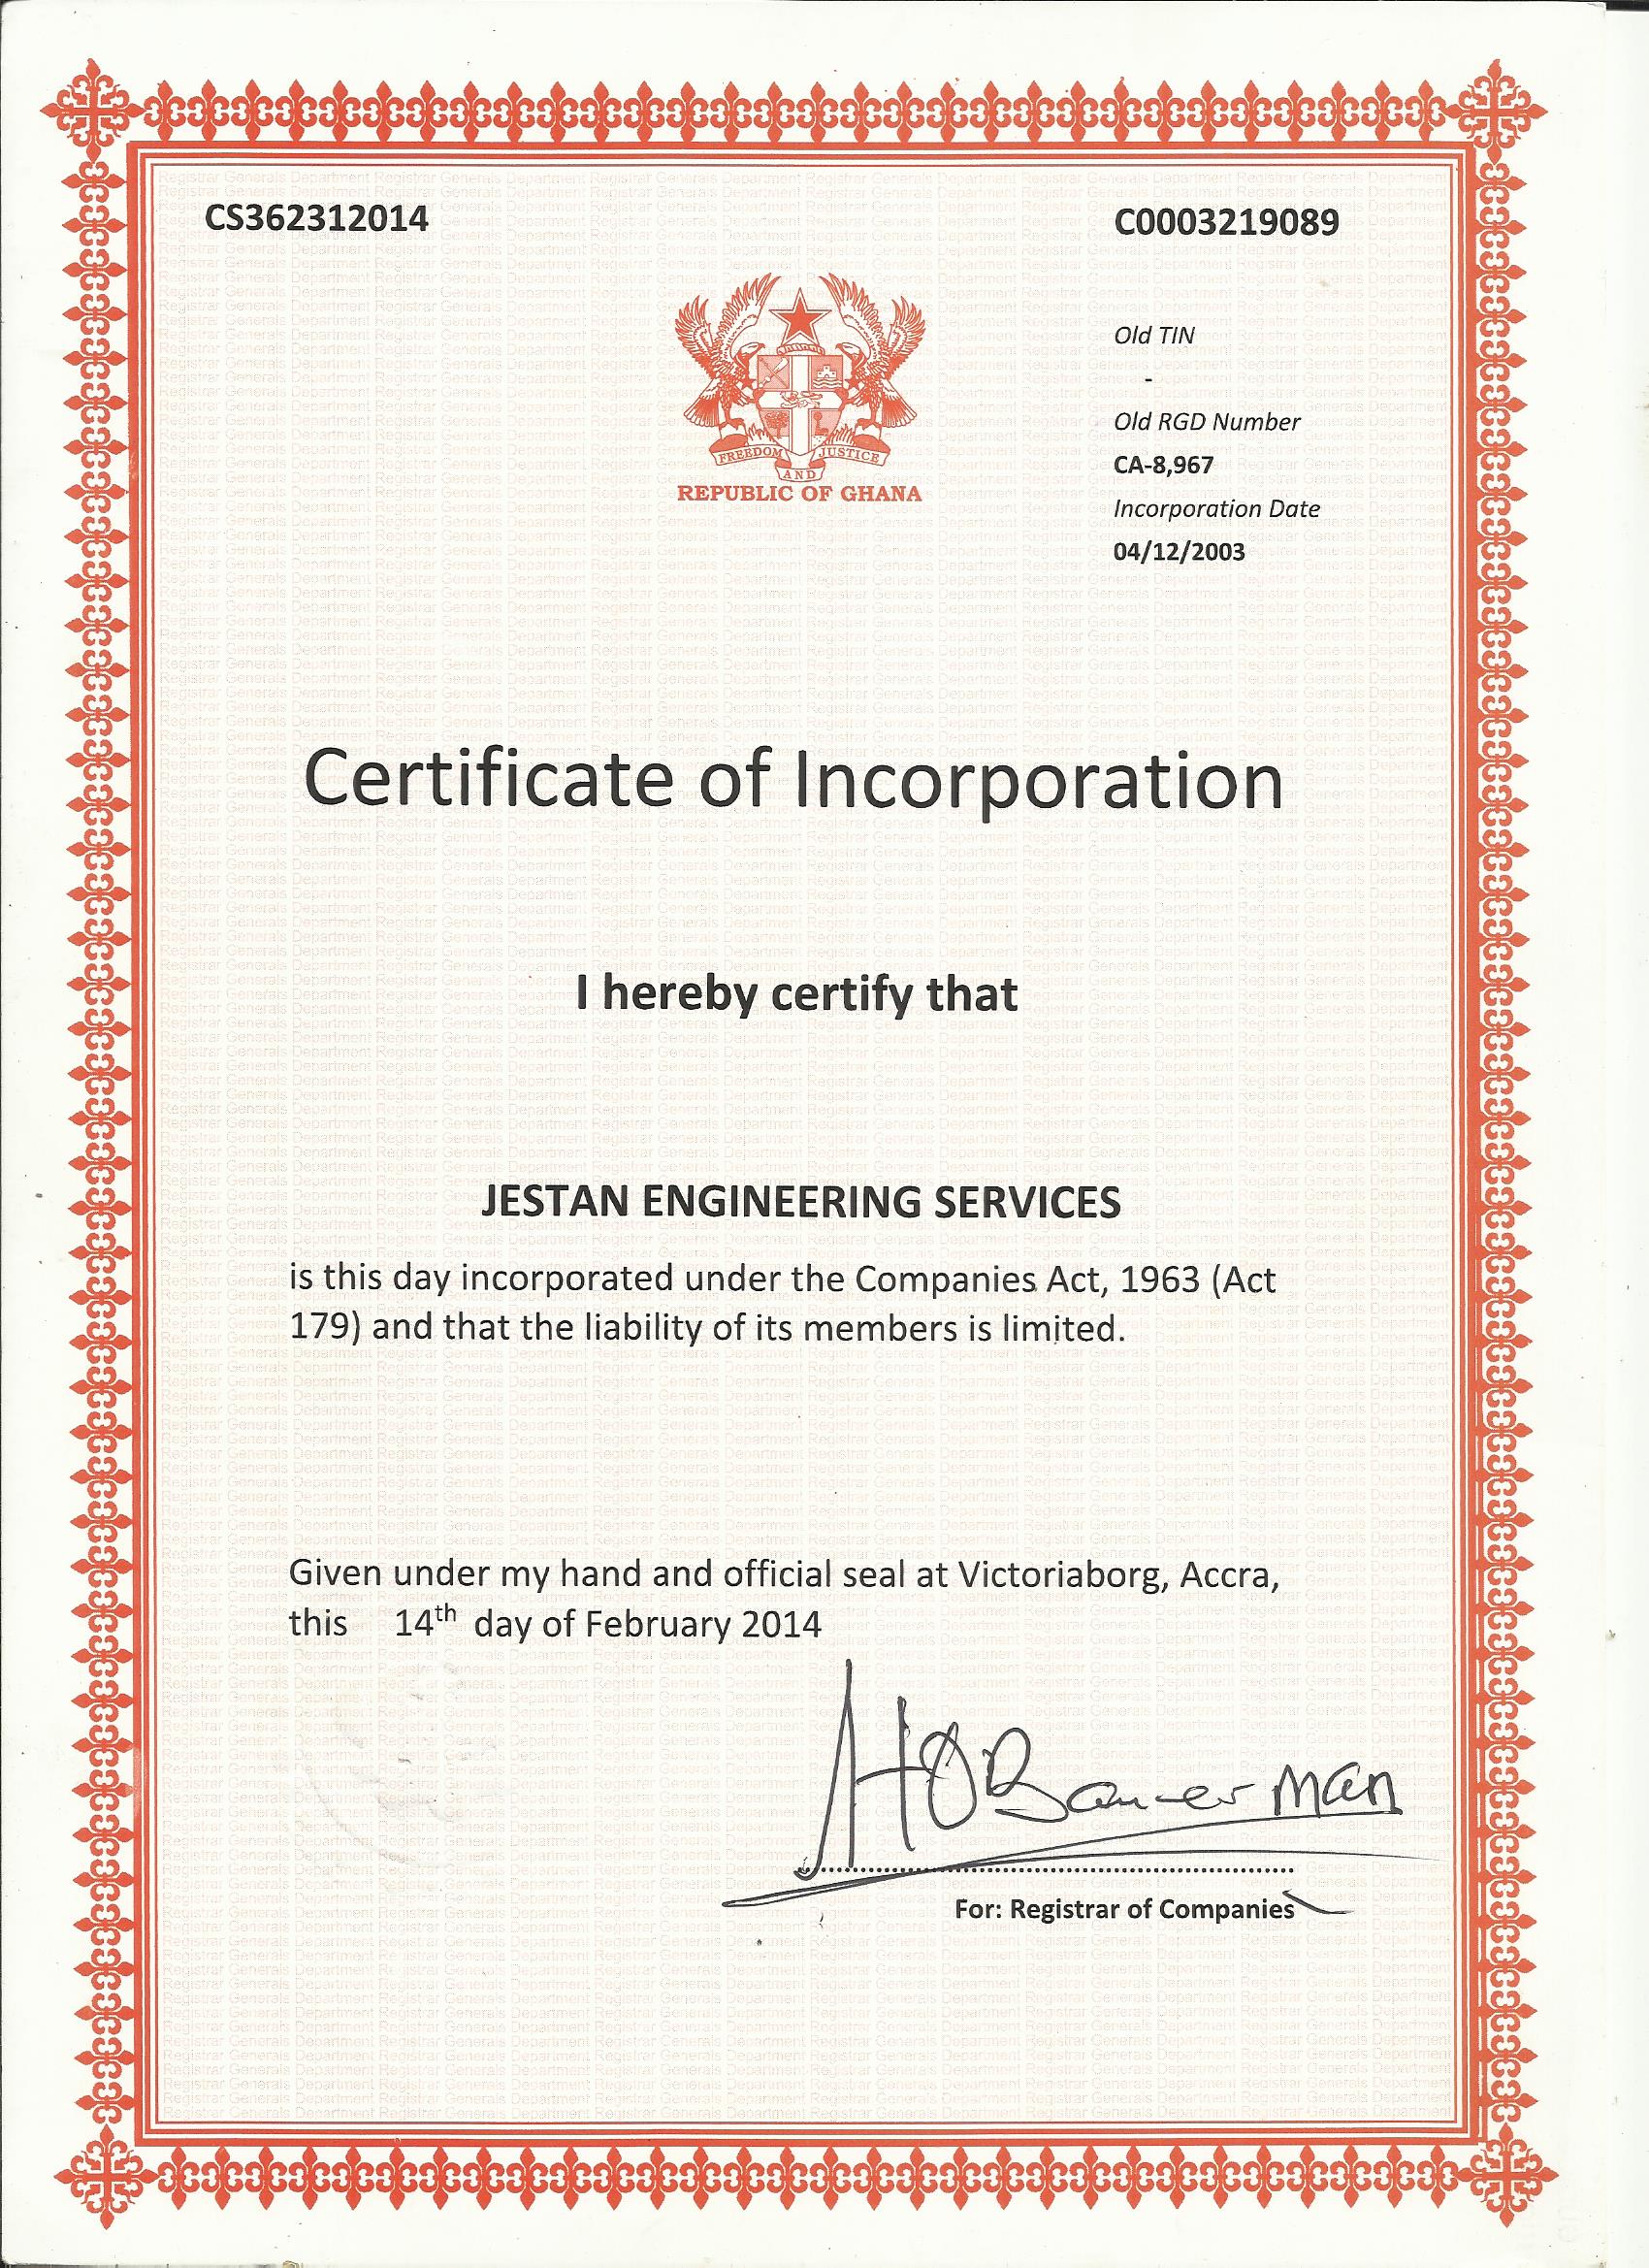 CS362312014
C0003219089
Old TIN
-
Old RGD Number
CA-8,967
Incorporation Date
04/12/2003
FREEDOM AND JUSTICE
REPUBLIC OF GHANA
Certificate of Incorporation
I hereby certify that
JESTAN ENGINEERING SERVICES
is this day incorporated under the Companies Act, 1963 (Act
179) and that the liability of its members is limited.
Given under my hand and official seal at Victoriaborg, Accra,
this 14th day of February 2014
For: Registrar of Companies